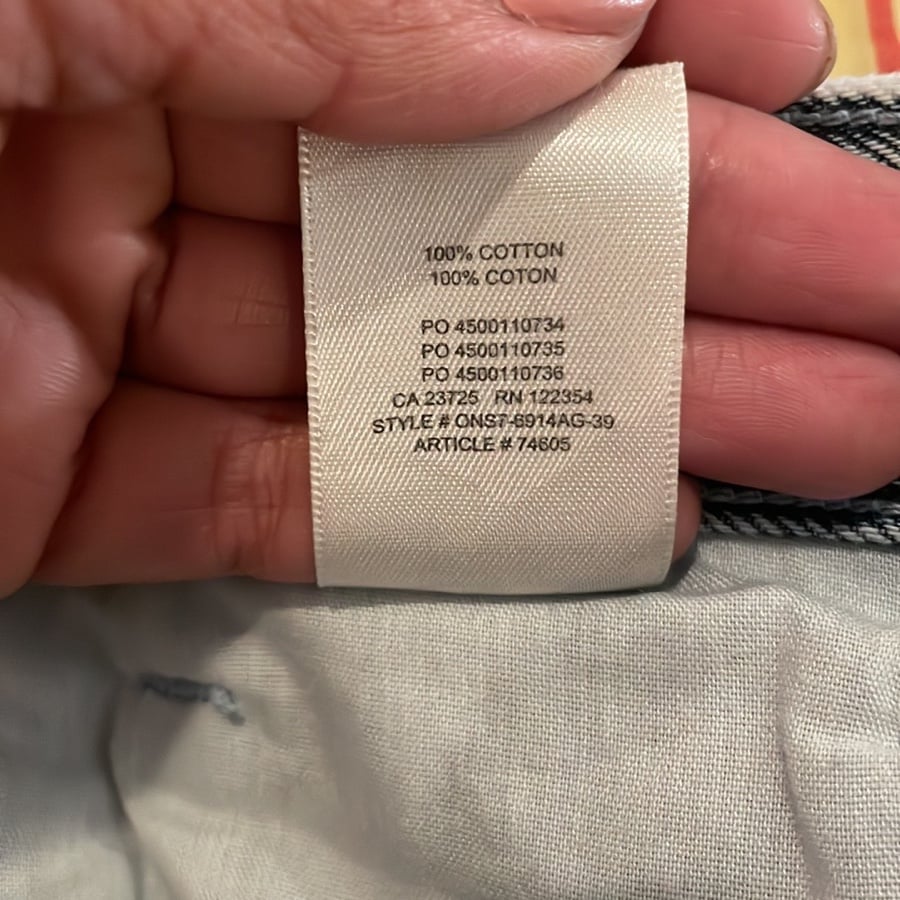 100% COTTON
100% COTON
PO 4500110734
PO 4500110735
PO 4500110736
CA 23725 RN 122354
STYLE # ONS7-6914AG-39
ARTICLE # 74605